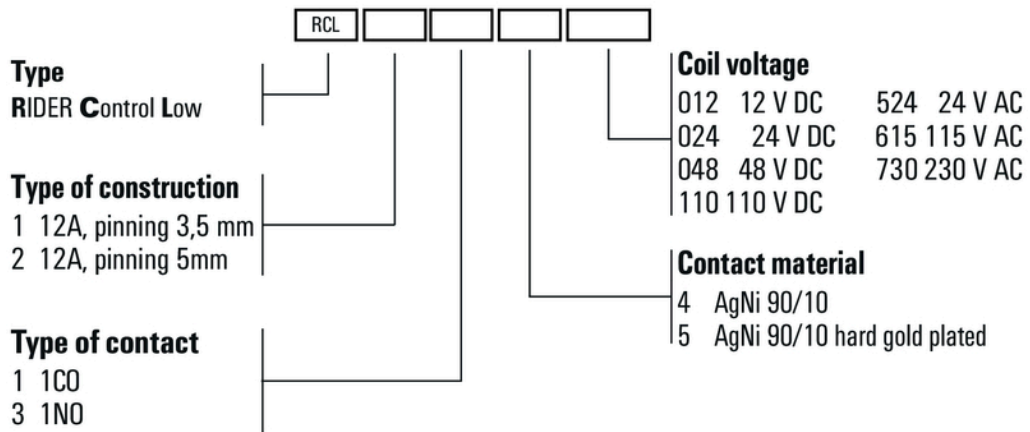 RCL
Type
RIDER Control Low
Type of construction
1 12A, pinning 3,5 mm
2 12A, pinning 5mm
Type of contact
1 1CO
3 1NO
Coil voltage
012 12 V DC 524 24 V AC
024 24 V DC 615 115 V AC
048 48 V DC 730 230 V AC
110 110 V DC
Contact material
4 AgNi 90/10
5 AgNi 90/10 hard gold plated